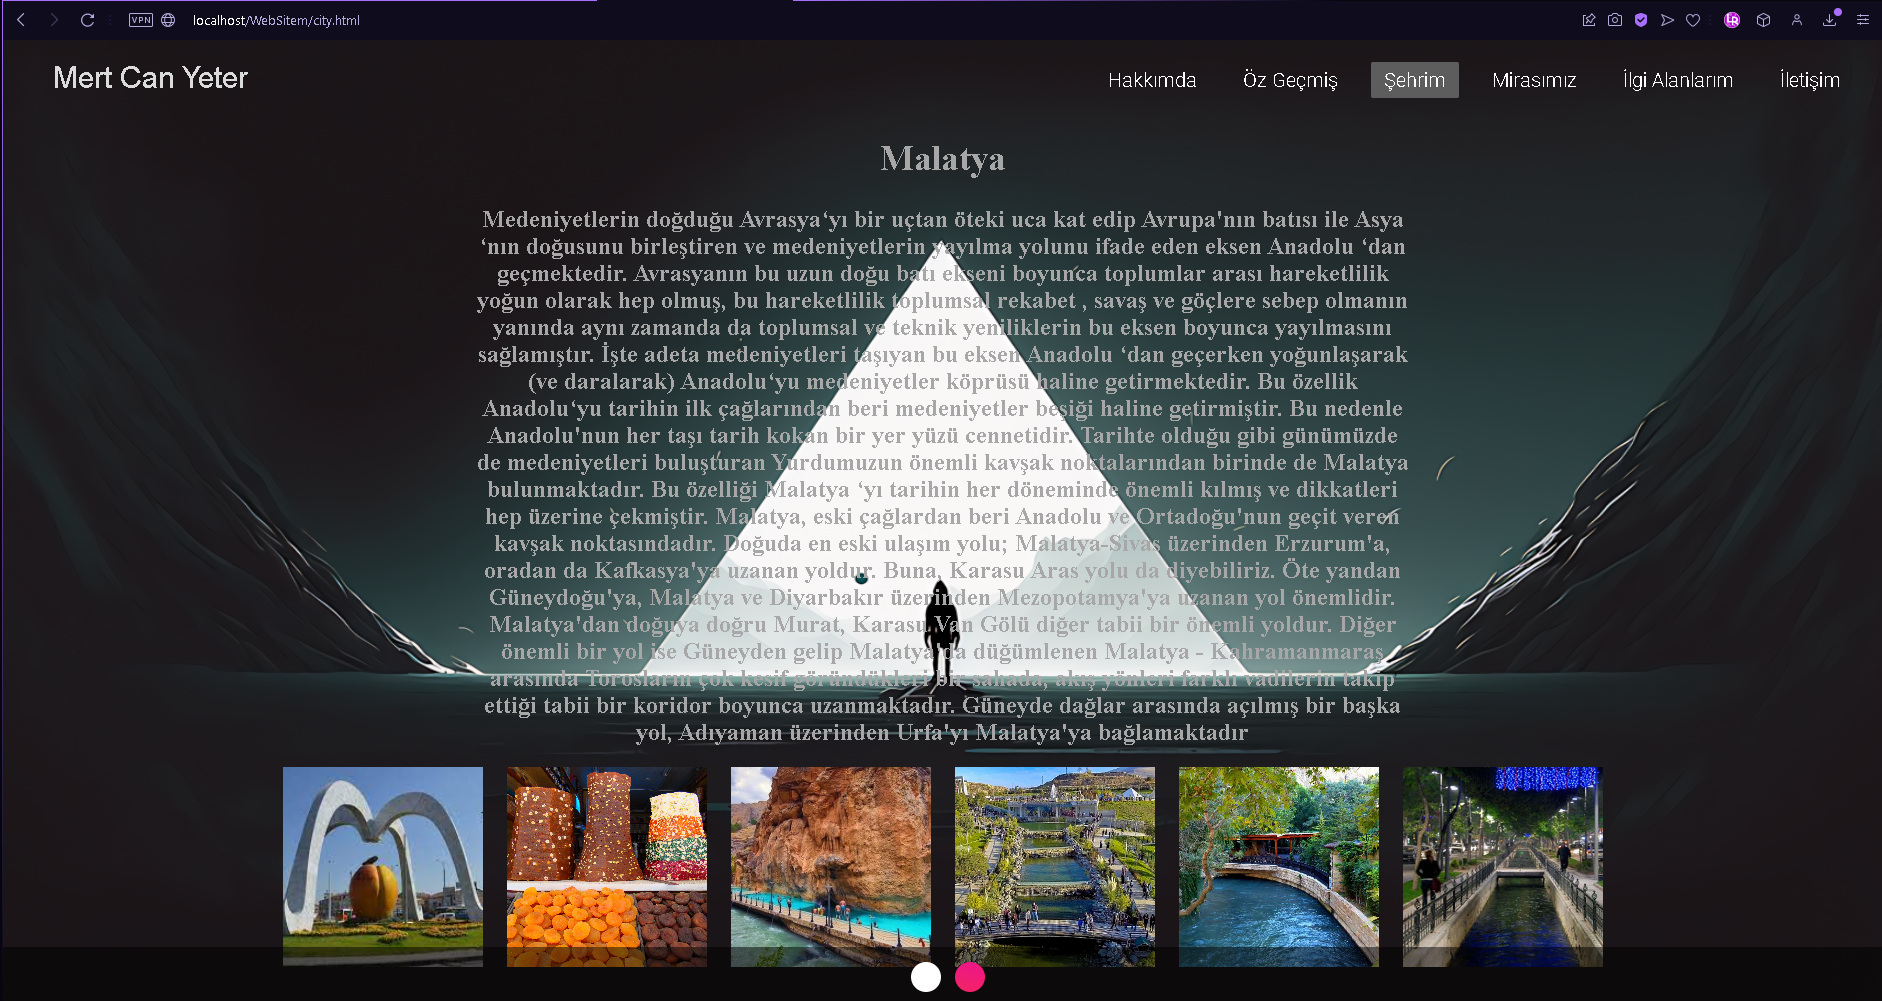 VPN
localhost/WebSitem/city.html
Mert Can Yeter
Hakkımda
Öz Geçmiş
Şehrim
Mirasımız
İlgi Alanlarım
İletişim
Malatya
Medeniyetlerin doğduğu Avrasya‘yı bir uçtan öteki uca kat edip Avrupa'nın batısı ile Asya
‘nın doğusunu birleştiren ve medeniyetlerin yayılma yolunu ifade eden eksen Anadolu ‘dan
geçmektedir. Avrasyanın bu uzun doğu batı ekseni boyunca toplumlar arası hareketlilik
yoğun olarak hep olmuş, bu hareketlilik toplumsal rekabet , savaş ve göçlere sebep olmanın
yanında aynı zamanda da toplumsal ve teknik yeniliklerin bu eksen boyunca yayılmasını
sağlamıştır. İşte adeta medeniyetleri taşıyan bu eksen Anadolu ‘dan geçerken yoğunlaşarak
(ve daralarak) Anadolu‘yu medeniyetler köprüsü haline getirmektedir. Bu özellik
Anadolu‘yu tarihin ilk çağlarından beri medeniyetler beşiği haline getirmiştir. Bu nedenle
Anadolu'nun her taşı tarih kokan bir yer yüzü cennetidir. Tarihte olduğu gibi günümüzde
de medeniyetleri buluşturan Yurdumuzun önemli kavşak noktalarından birinde de Malatya
bulunmaktadır. Bu özelliği Malatya ‘yı tarihin her döneminde önemli kılmış ve dikkatleri
hep üzerine çekmiştir. Malatya, eski çağlardan beri Anadolu ve Ortadoğu'nun geçit veren
kavşak noktasındadır. Doğuda en eski ulaşım yolu; Malatya-Sivas üzerinden Erzurum'a,
oradan da Kafkasya'ya uzanan yoldur. Buna, Karasu Aras yolu da diyebiliriz. Öte yandan
Güneydoğu'ya, Malatya ve Diyarbakır üzerinden Mezopotamya'ya uzanan yol önemlidir.
Malatya'dan doğuya doğru Murat, Karasu Van Gölü diğer tabii bir önemli yoldur. Diğer
önemli bir yol ise Güneyden gelip Malatya'da düğümlenen Malatya - Kahramanmaraş
arasında Torosların çok kesif göründükleri bir sahada, akış yönleri farklı vadilerin takip
ettiği tabii bir koridor boyunca uzanmaktadır. Güneyde dağlar arasında açılmış bir başka
yol, Adıyaman üzerinden Urfa'yı Malatya'ya bağlamaktadır